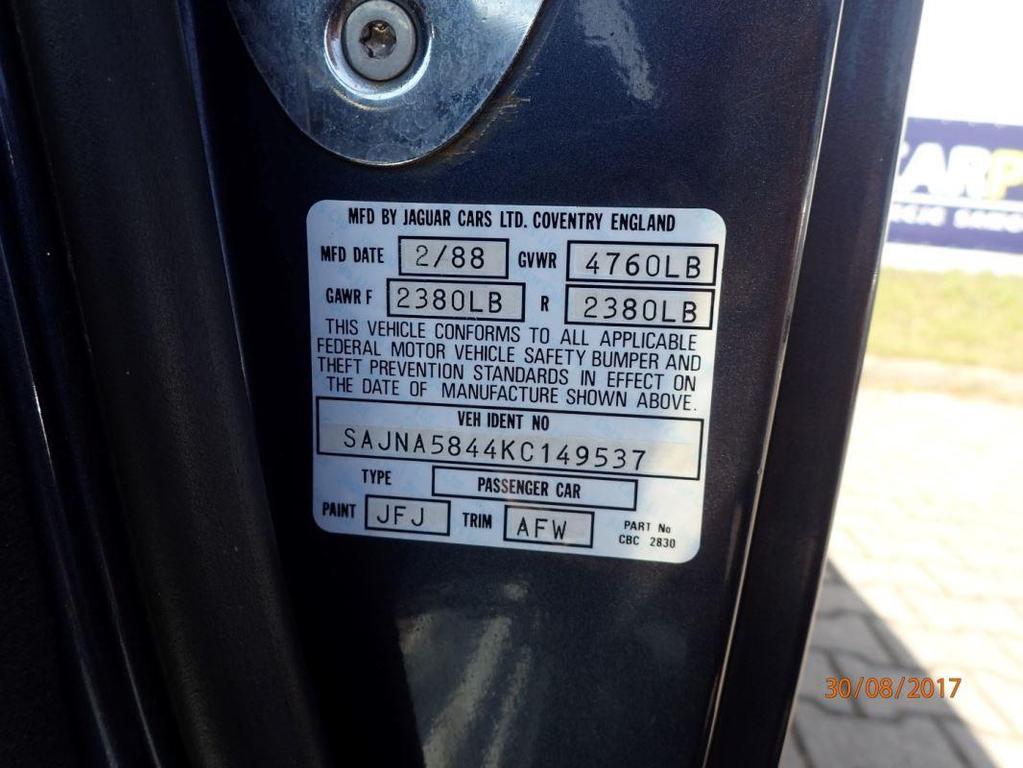 MFD BY JAGUAR CARS LTD. COVENTRY ENGLAND
MFD DATE 2/88 GVWR 4760LB
GAWR F 2380LB R 2380LB
THIS VEHICLE CONFORMS TO ALL APPLICABLE
FEDERAL MOTOR VEHICLE SAFETY BUMPER AND
THEFT PREVENTION STANDARDS IN EFFECT ON
THE DATE OF MANUFACTURE SHOWN ABOVE.
VEH IDENT NO
SAJNA5844KC149537
TYPE PASSENGER CAR
PAINT JFJ TRIM AFW PART No
CBC 2830
30/08/2017